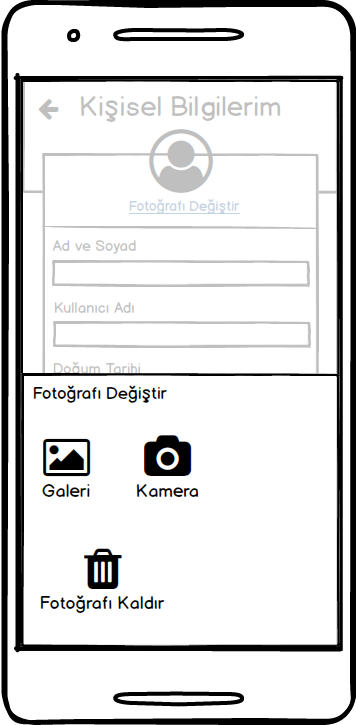 Kişisel Bilgilerim
Fotoğrafı Değiştir
Ad ve Soyad
Kullanıcı Adı
Doğum Tarihi
Fotoğrafı Değiştir
Galeri Kamera
Fotoğrafı Kaldır